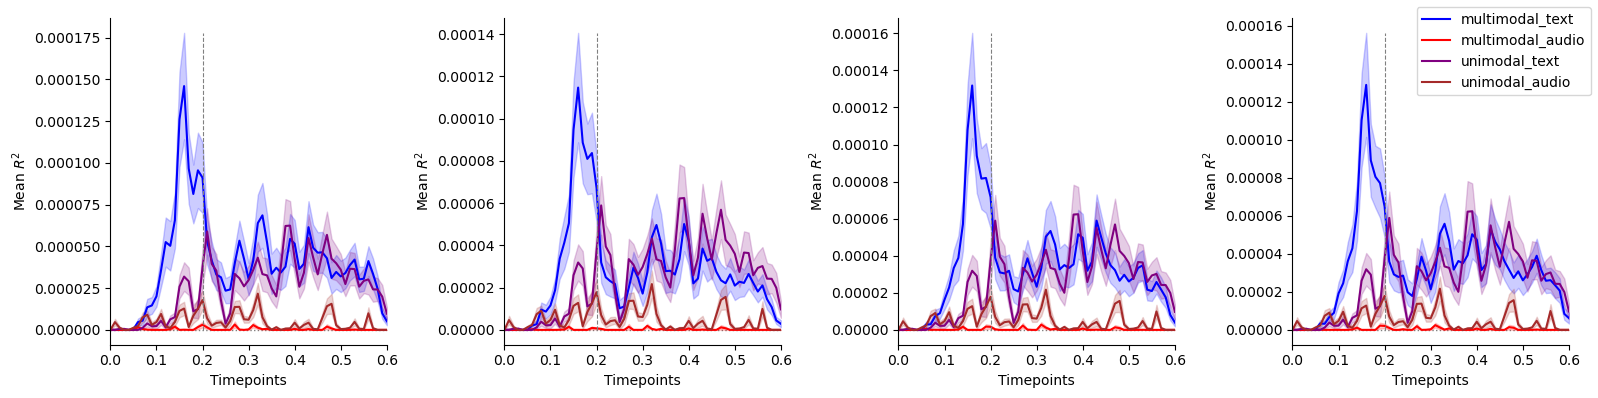 0.000175
0.000150
0.000125
0.000100
0.000075
0.000050
0.000025
0.000000
Mean R²
0.0 0.1 0.2 0.3 0.4 0.5 0.6
Timepoints
0.00014
0.00012
0.00010
0.00008
0.00006
0.00004
0.00002
0.00000
Mean R²
0.0 0.1 0.2 0.3 0.4 0.5 0.6
Timepoints
0.00016
0.00014
0.00012
0.00010
0.00008
0.00006
0.00004
0.00002
0.00000
Mean R²
0.0 0.1 0.2 0.3 0.4 0.5 0.6
Timepoints
0.00016
0.00014
0.00012
0.00010
0.00008
0.00006
0.00004
0.00002
0.00000
Mean R²
0.0 0.1 0.2 0.3 0.4 0.5 0.6
Timepoints
multimodal_text
multimodal_audio
unimodal_text
unimodal_audio